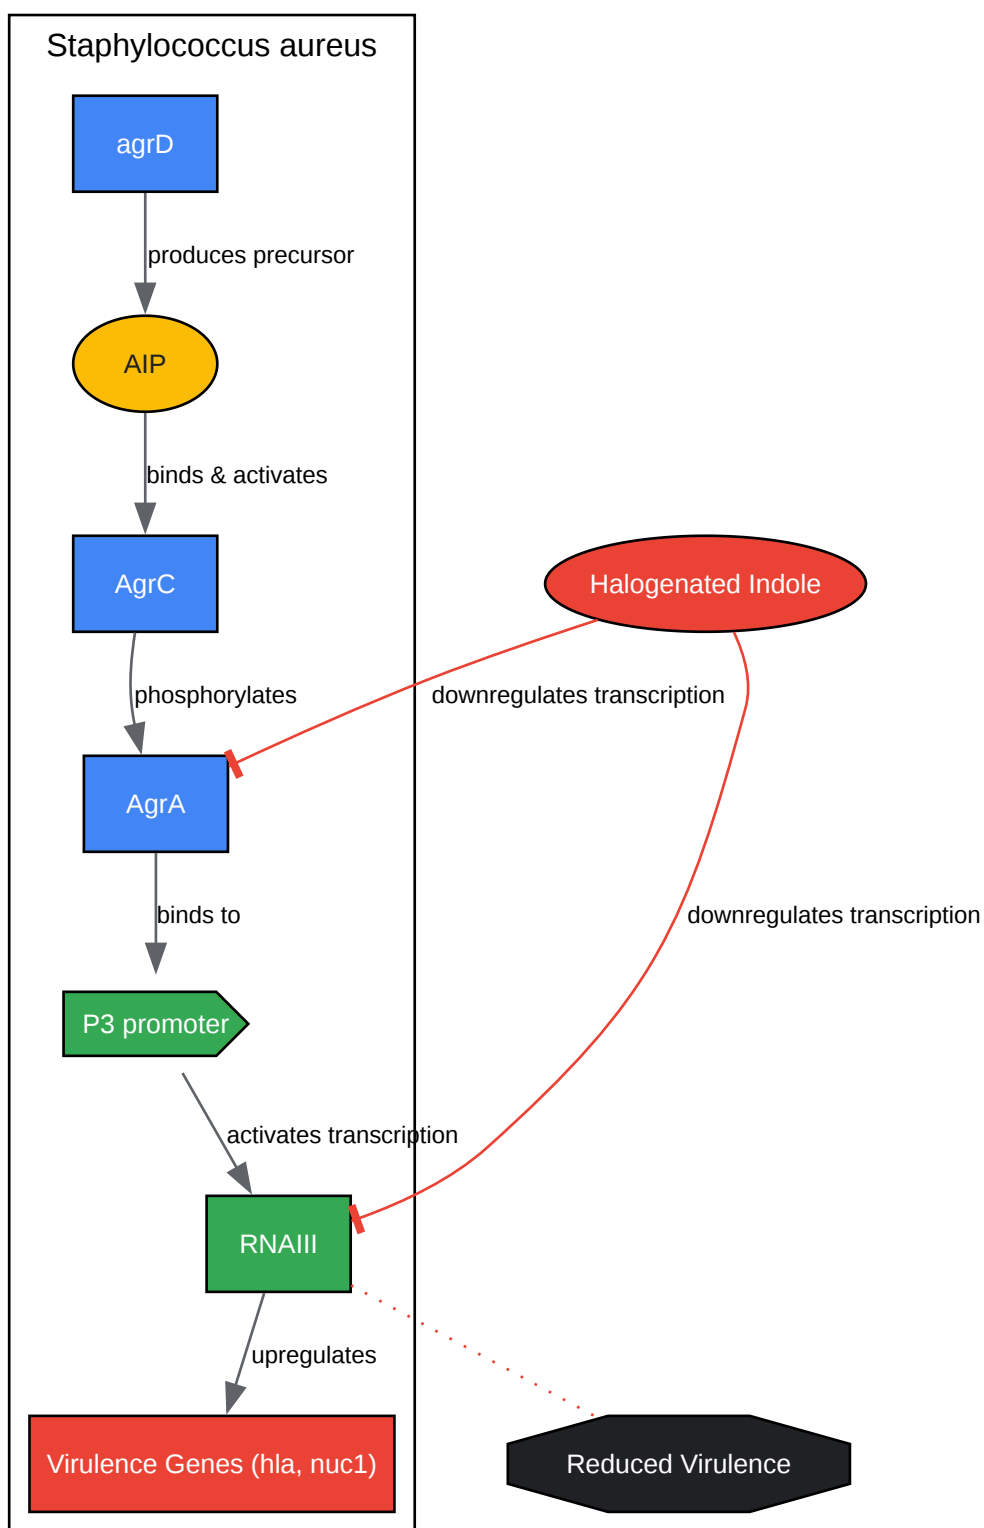 Staphylococcus aureus
agrD
produces precursor
AIP
binds & activates
AgrC
Halogenated Indole
phosphorylates
downregulates transcription
AgrA
binds to
downregulates transcription
P3 promoter
activates transcription
RNAIII
upregulates
Virulence Genes (hla, nuc1)
Reduced Virulence